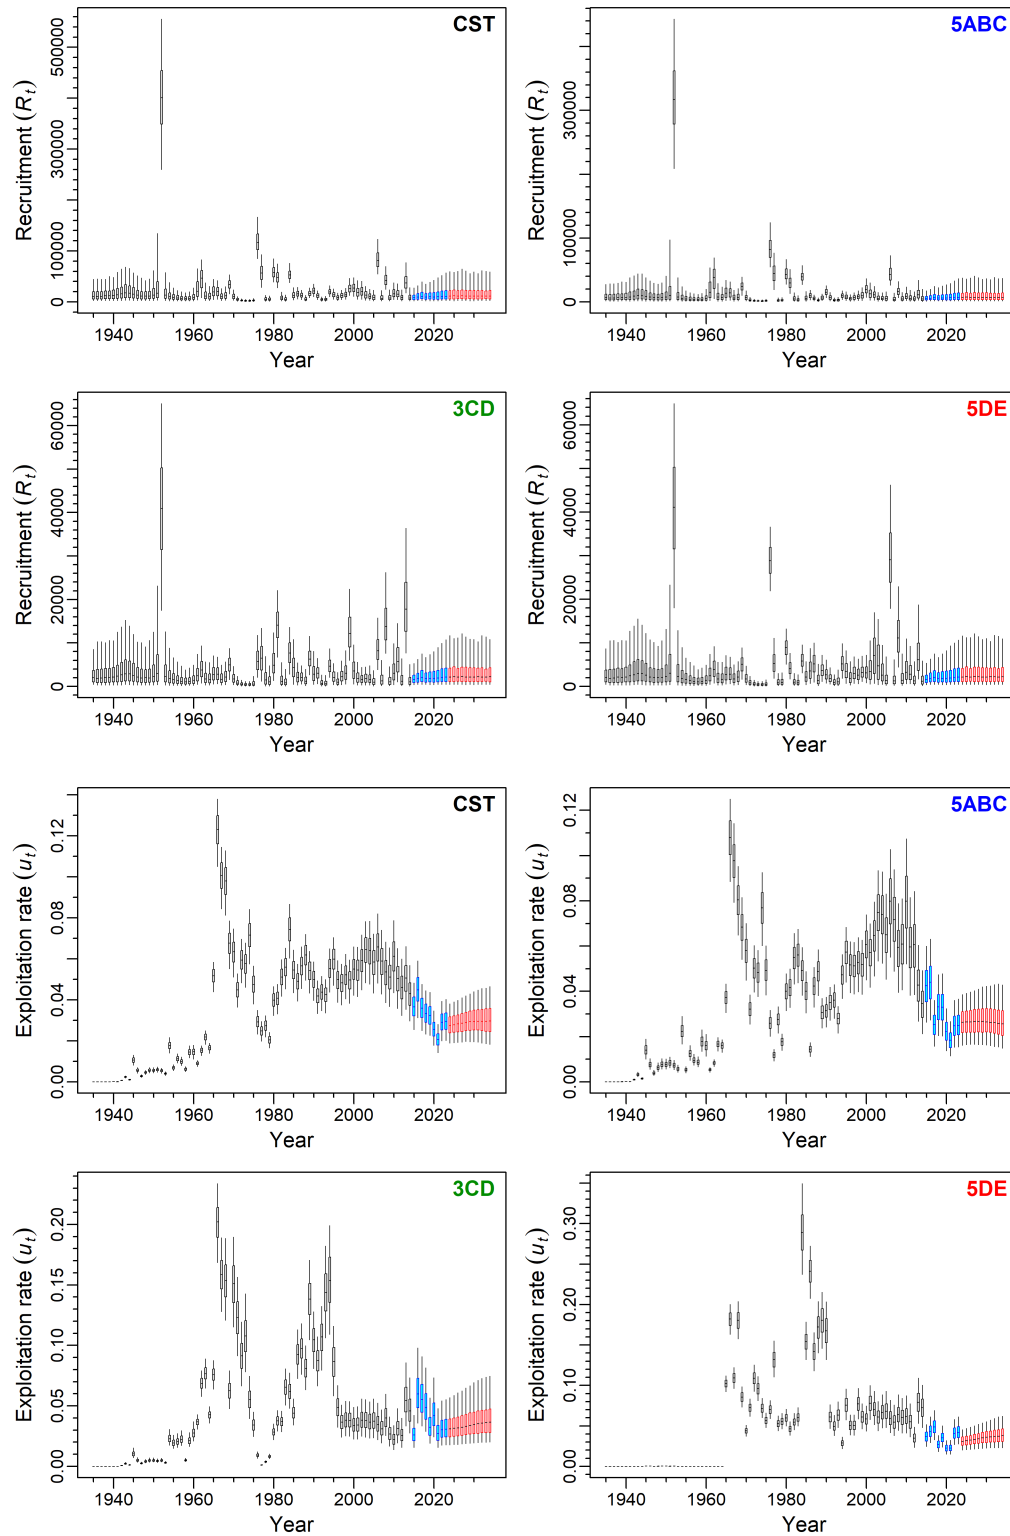 CST
Recruitment (Rt)
0 100000 300000 500000
1940 1960 1980 2000 2020
Year
5ABC
Recruitment (Rt)
0 100000 300000
1940 1960 1980 2000 2020
Year
3CD
Recruitment (Rt)
0 20000 40000 60000
1940 1960 1980 2000 2020
Year
5DE
Recruitment (Rt)
0 20000 40000 60000
1940 1960 1980 2000 2020
Year
CST
Exploitation rate (ut)
0.00 0.04 0.08 0.12
1940 1960 1980 2000 2020
Year
5ABC
Exploitation rate (ut)
0.00 0.04 0.08 0.12
1940 1960 1980 2000 2020
Year
3CD
Exploitation rate (ut)
0.00 0.05 0.10 0.15 0.20
1940 1960 1980 2000 2020
Year
5DE
Exploitation rate (ut)
0.00 0.10 0.20 0.30
1940 1960 1980 2000 2020
Year